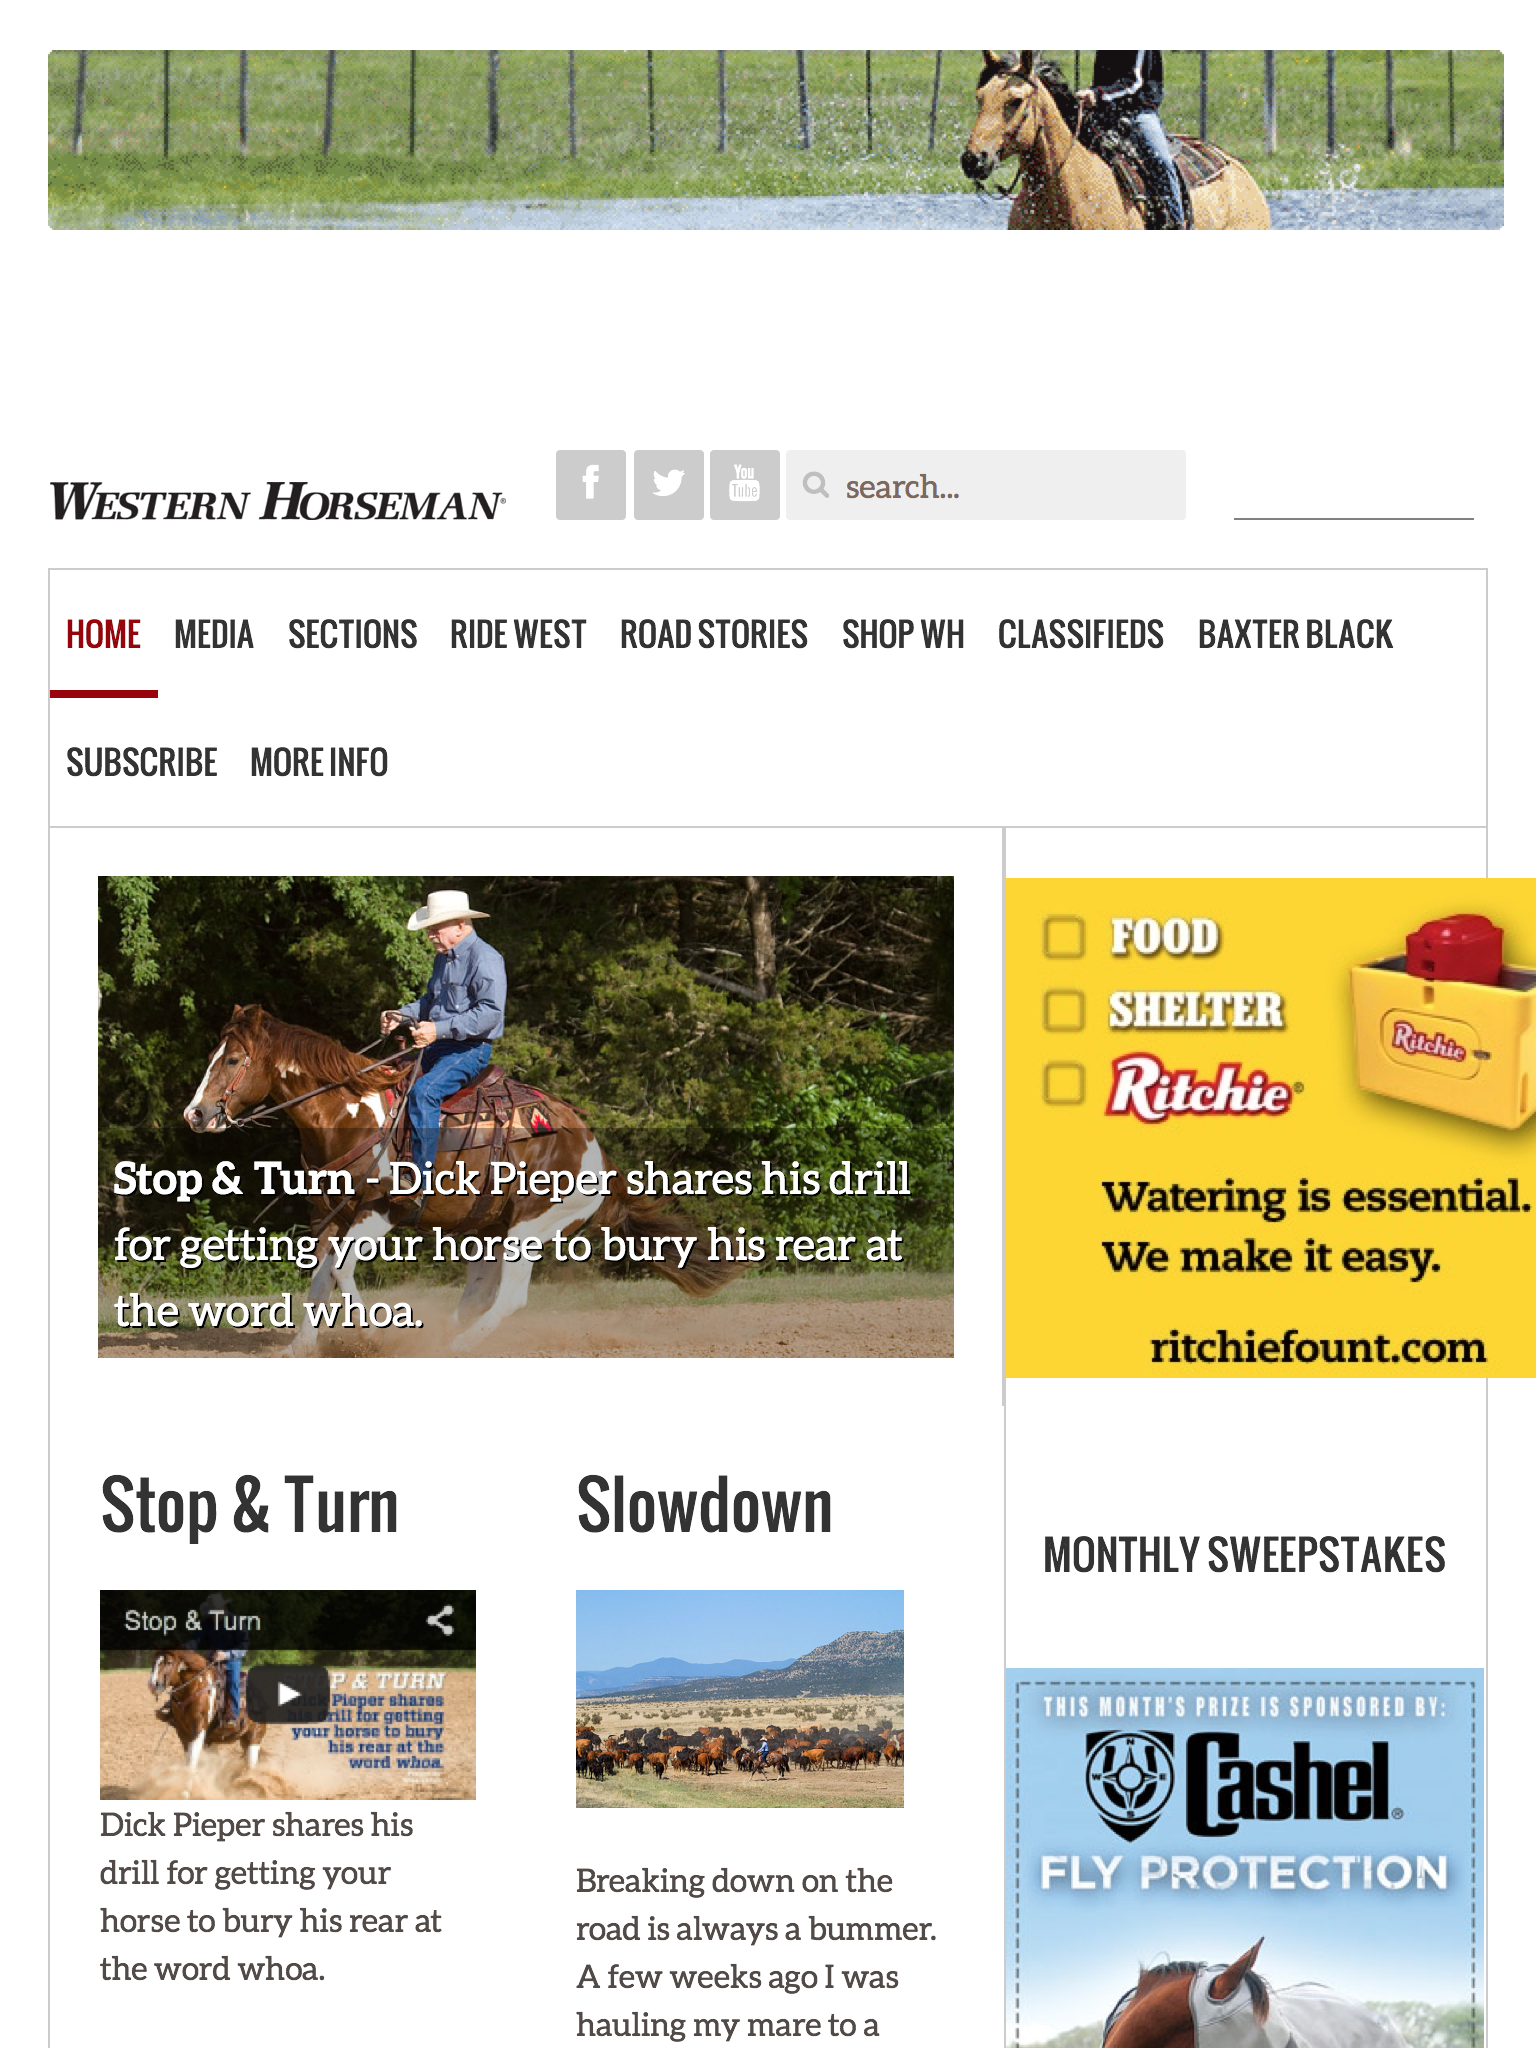 WESTERN HORSEMAN®
f
You
Tube
search...
HOME MEDIA SECTIONS RIDE WEST ROAD STORIES SHOP WH CLASSIFIEDS BAXTER BLACK
SUBSCRIBE MORE INFO
Stop & Turn - Dick Pieper shares his drill
for getting your horse to bury his rear at
the word whoa.
FOOD
SHELTER
Ritchie®
Ritchie
Watering is essential.
We make it easy.
ritchiefount.com
Stop & Turn
Stop & Turn
P & TURN
Dick Pieper shares
his drill for getting
your horse to bury
his rear at the
word whoa.
Dick Pieper shares his
drill for getting your
horse to bury his rear at
the word whoa.
Slowdown
Breaking down on the
road is always a bummer.
A few weeks ago I was
hauling my mare to a
MONTHLY SWEEPSTAKES
THIS MONTH'S PRIZE IS SPONSORED BY:
N
W E
S
Cashel®
FLY PROTECTION